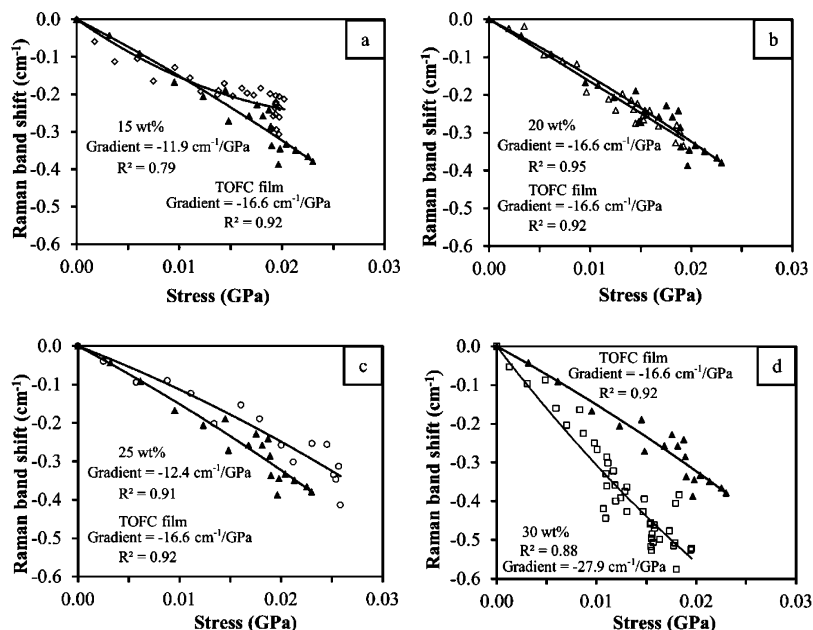 a
0.0
-0.1
-0.2
-0.3
-0.4
-0.5
-0.6
Raman band shift (cm⁻¹)
15 wt%
Gradient = -11.9 cm⁻¹/GPa
R² = 0.79
TOFC film
Gradient = -16.6 cm⁻¹/GPa
R² = 0.92
0.00
0.01
0.02
0.03
Stress (GPa)
b
0.0
-0.1
-0.2
-0.3
-0.4
-0.5
-0.6
Raman band shift (cm⁻¹)
20 wt%
Gradient = -16.6 cm⁻¹/GPa
R² = 0.95
TOFC film
Gradient = -16.6 cm⁻¹/GPa
R² = 0.92
0.00
0.01
0.02
0.03
Stress (GPa)
c
0.0
-0.1
-0.2
-0.3
-0.4
-0.5
-0.6
Raman band shift (cm⁻¹)
25 wt%
Gradient = -12.4 cm⁻¹/GPa
R² = 0.91
TOFC film
Gradient = -16.6 cm⁻¹/GPa
R² = 0.92
0.00
0.01
0.02
0.03
Stress (GPa)
d
0.0
-0.1
-0.2
-0.3
-0.4
-0.5
-0.6
Raman band shift (cm⁻¹)
TOFC film
Gradient = -16.6 cm⁻¹/GPa
R² = 0.92
30 wt%
R² = 0.88
Gradient = -27.9 cm⁻¹/GPa
0.00
0.01
0.02
0.03
Stress (GPa)